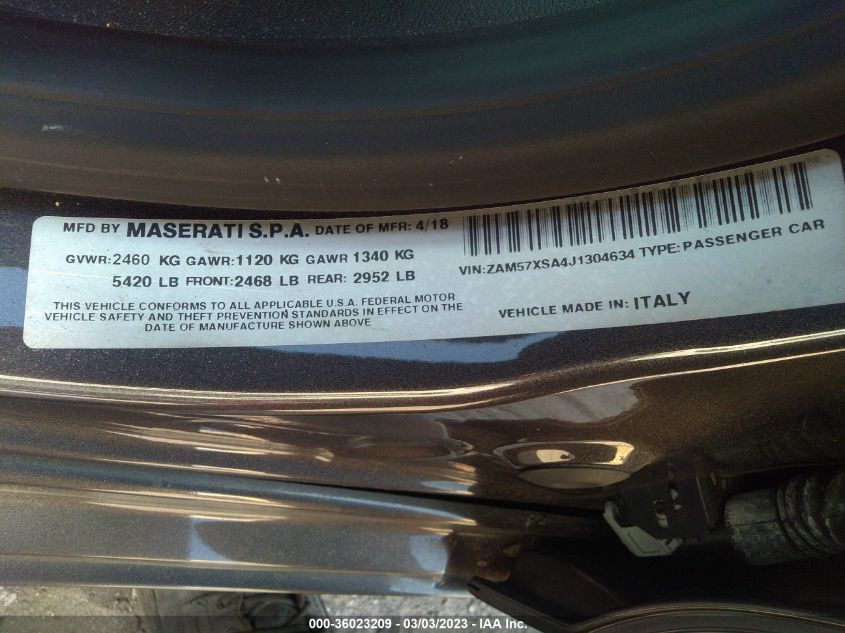 MFD BY MASERATI S.P.A. DATE OF MFR: 4/18
GVWR:2460 KG GAWR:1120 KG GAWR 1340 KG
5420 LB FRONT:2468 LB REAR: 2952 LB
THIS VEHICLE CONFORMS TO ALL APPLICABLE U.S.A. FEDERAL MOTOR
VEHICLE SAFETY AND THEFT PREVENTION STANDARDS IN EFFECT ON THE
DATE OF MANUFACTURE SHOWN ABOVE
VIN:ZAM57XSA4J1304634 TYPE:PASSENGER CAR
VEHICLE MADE IN: ITALY
000-36023209 - 03/03/2023 - IAA Inc.